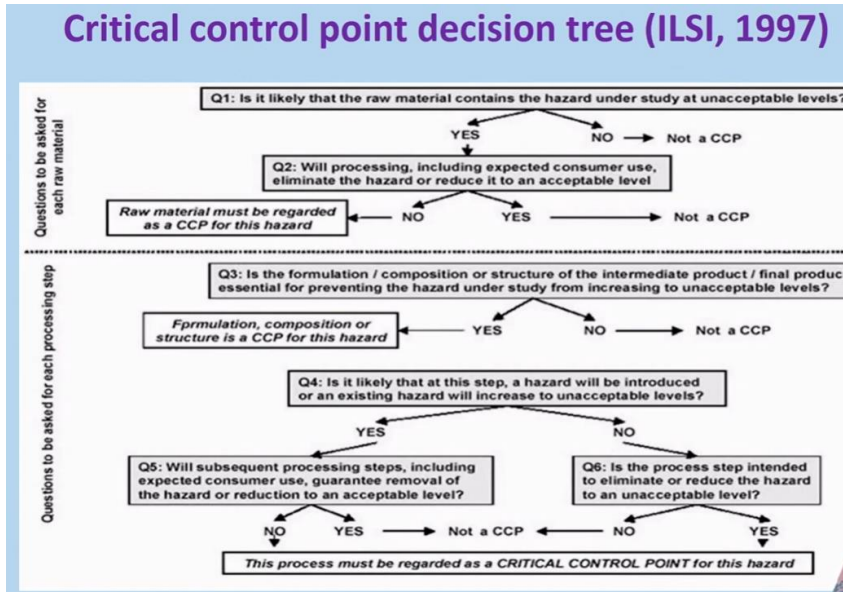 Critical control point decision tree (ILSI, 1997)
Questions to be asked for
each raw material
Q1: Is it likely that the raw material contains the hazard under study at unacceptable levels?
YES
NO
Not a CCP
Q2: Will processing, including expected consumer use,
eliminate the hazard or reduce it to an acceptable level
Raw material must be regarded
as a CCP for this hazard
NO
YES
Not a CCP
Questions to be asked for each processing step
Q3: Is the formulation / composition or structure of the intermediate product / final produc
essential for preventing the hazard under study from increasing to unacceptable levels?
Fprmulation, composition or
structure is a CCP for this hazard
YES
NO
Not a CCP
Q4: Is it likely that at this step, a hazard will be introduced
or an existing hazard will increase to unacceptable levels?
YES
NO
Q5: Will subsequent processing steps, including
expected consumer use, guarantee removal of
the hazard or reduction to an acceptable level?
Q6: Is the process step intended
to eliminate or reduce the hazard
to an unacceptable level?
NO
YES
Not a CCP
NO
YES
This process must be regarded as a CRITICAL CONTROL POINT for this hazard